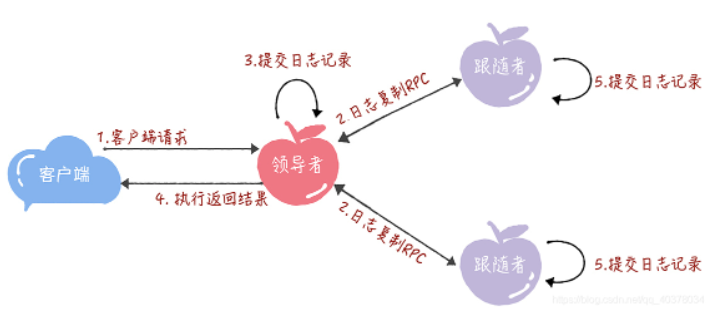 3.提交日志记录
跟随者
5.提交日志记录
2.日志复制RPC
1.客户端请求
客户端
领导者
4. 执行返回结果
2.日志复制RPC
跟随者
5.提交日志记录